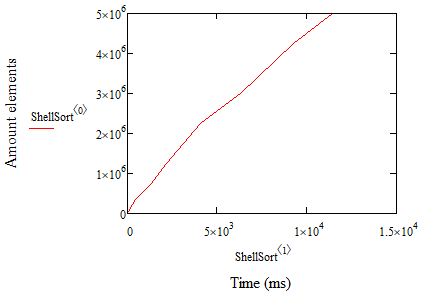 5×10⁶
4×10⁶
3×10⁶
2×10⁶
1×10⁶
0
Amount elements
ShellSort⟨0⟩
0
5×10³
1×10⁴
1.5×10⁴
ShellSort⟨1⟩
Time (ms)